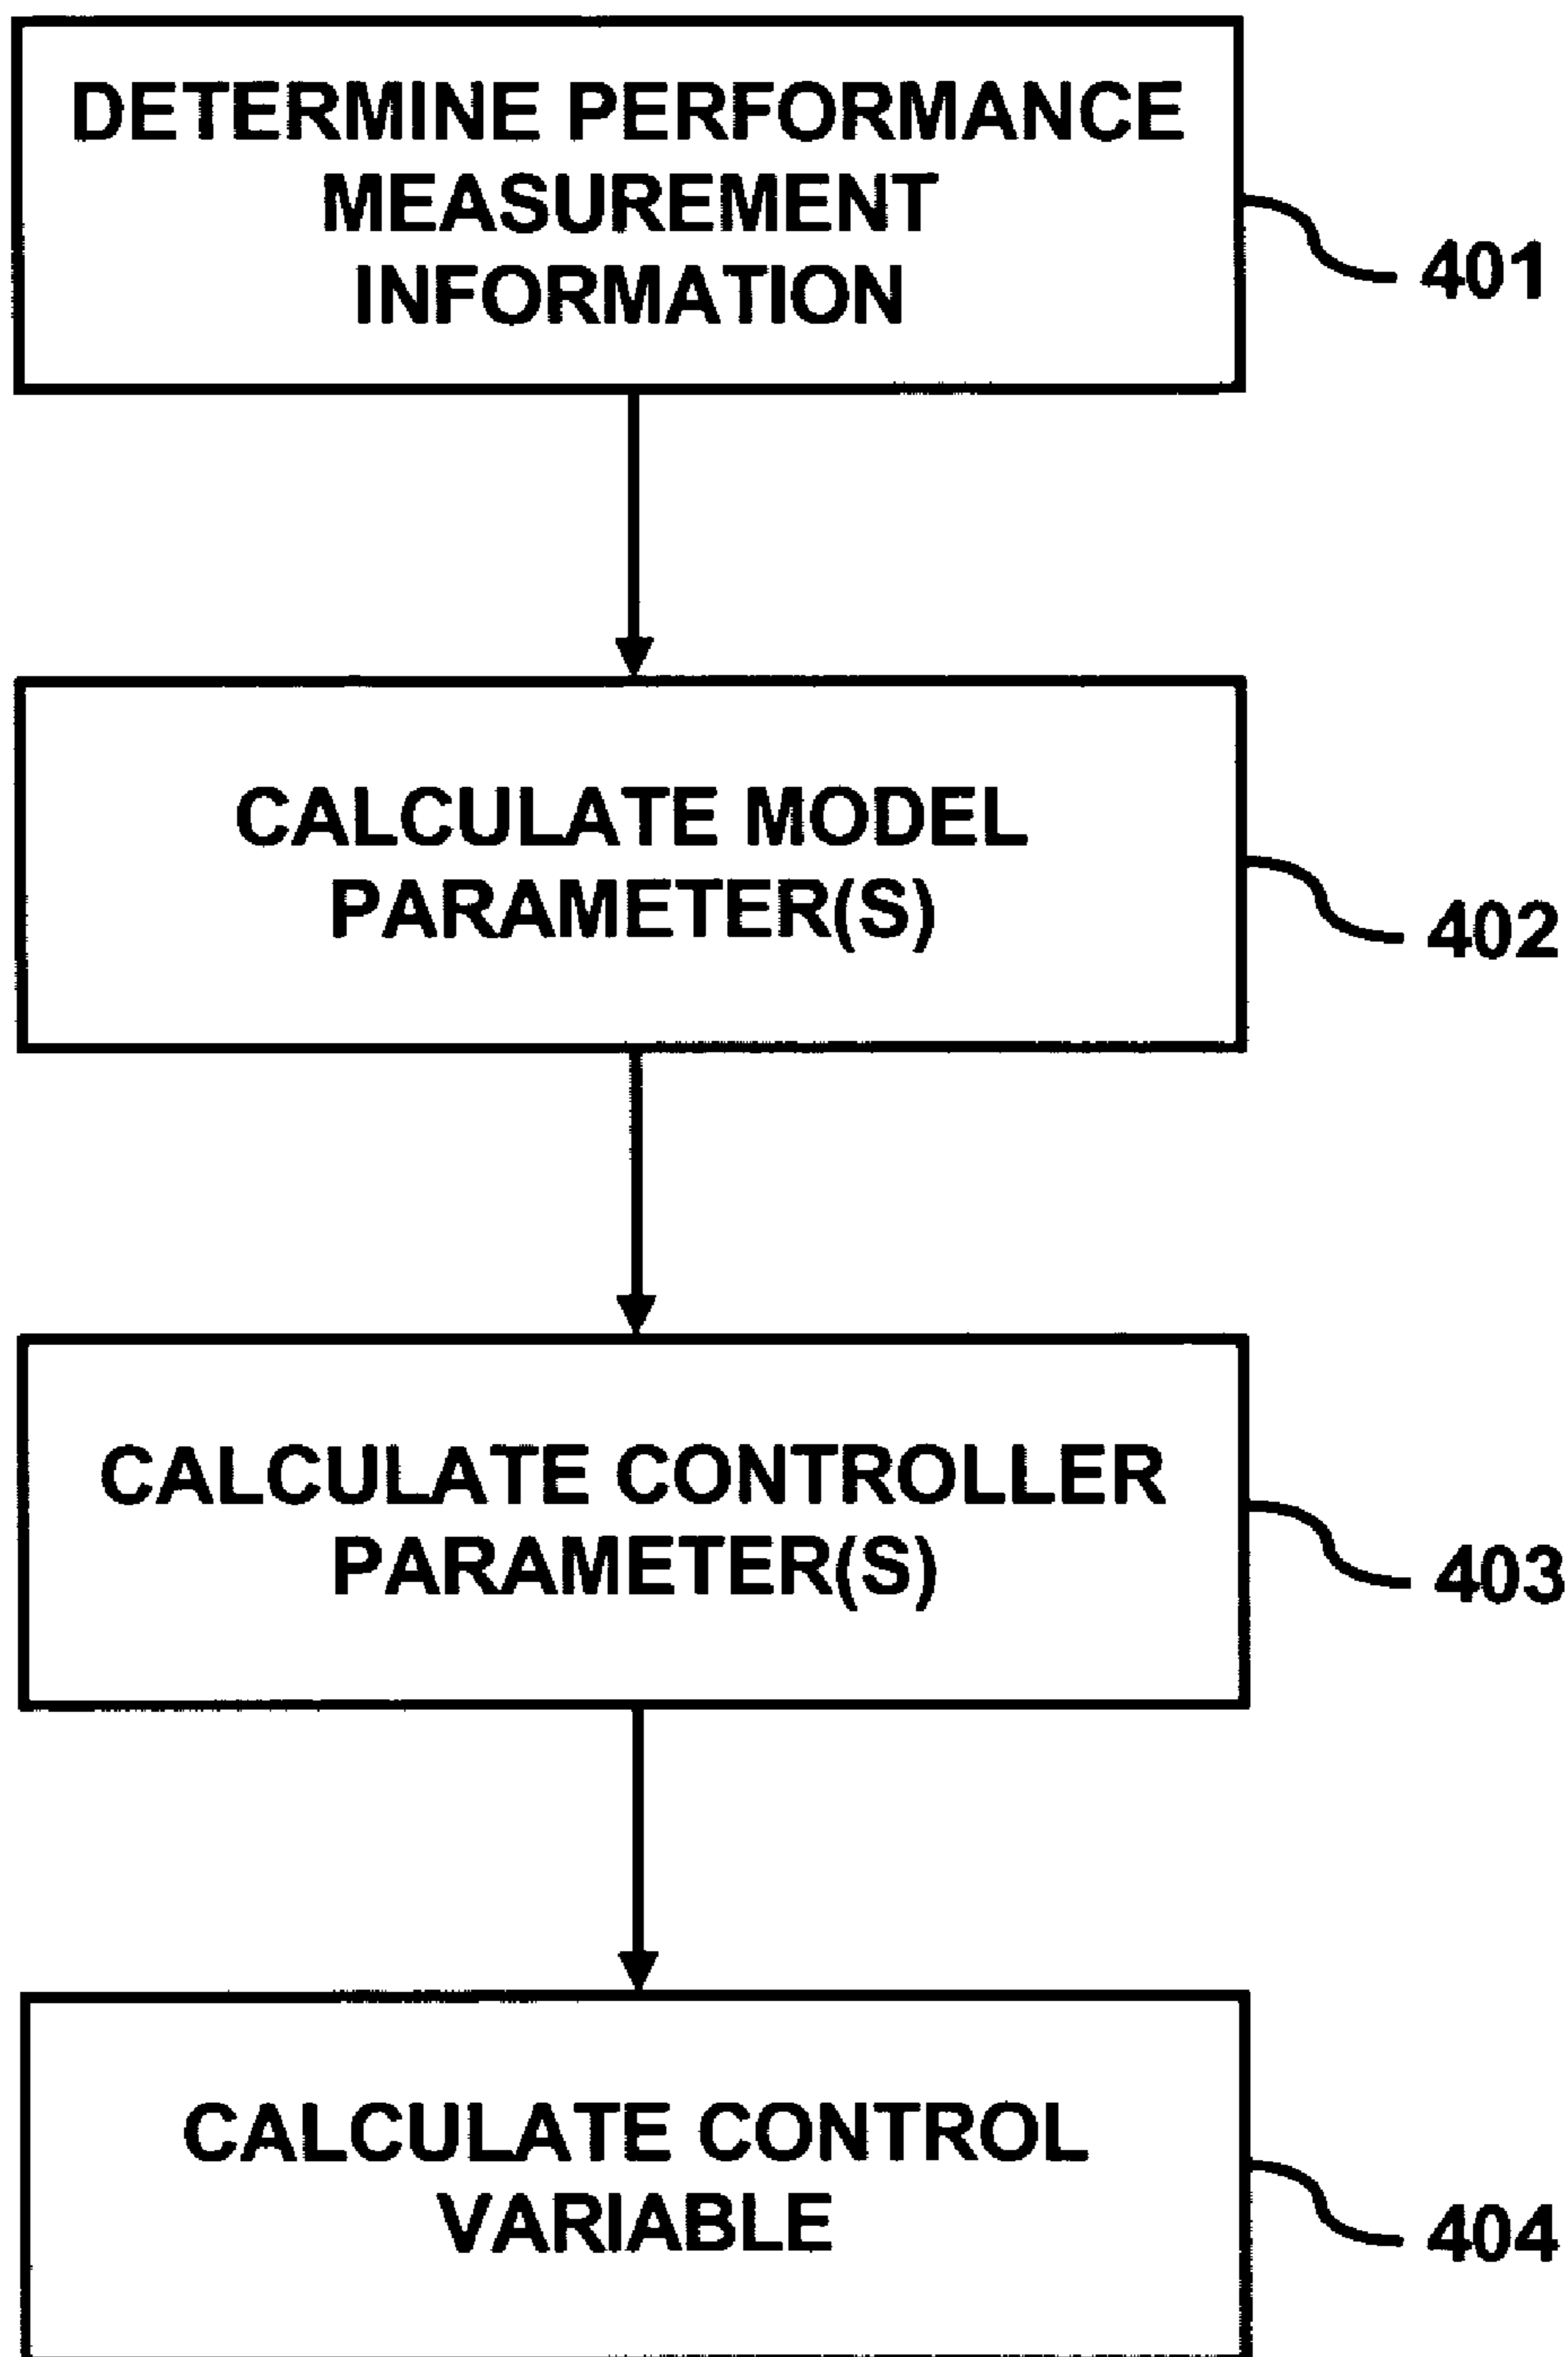 DETERMINE PERFORMANCE
MEASUREMENT
INFORMATION
401
CALCULATE MODEL
PARAMETER(S)
402
CALCULATE CONTROLLER
PARAMETER(S)
403
CALCULATE CONTROL
VARIABLE
404